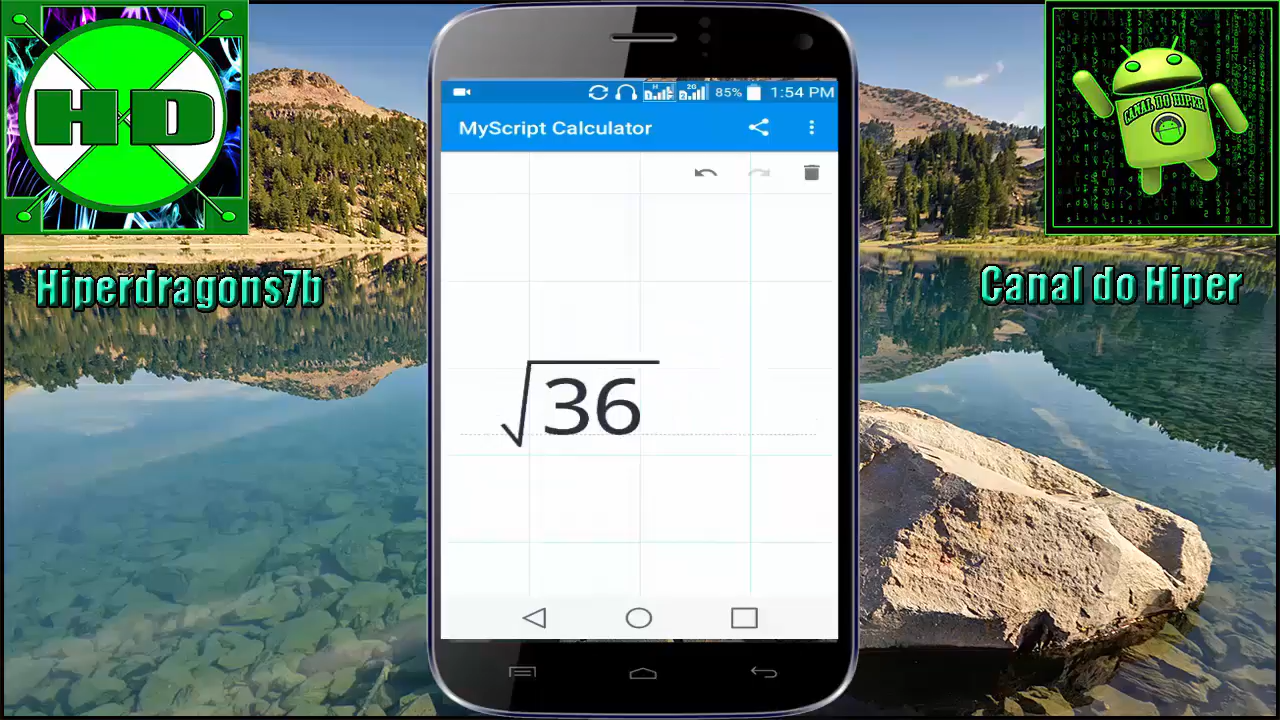 HD
CANAL DO HIPER
85% 1:54 PM
MyScript Calculator
Hiperdragons7b
Canal do Hiper
√36